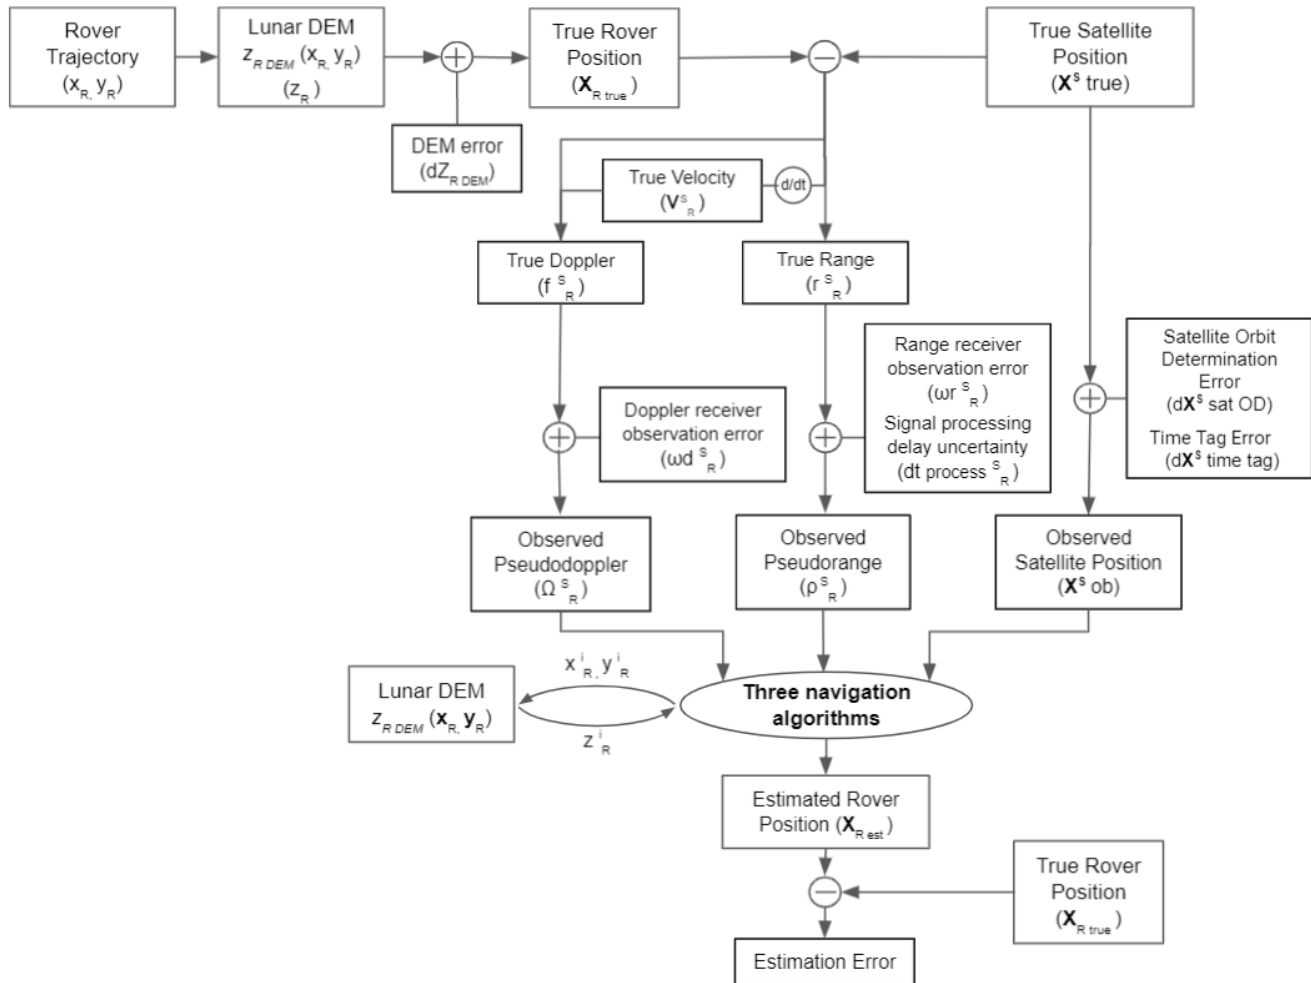 Rover
Trajectory
(x_R, y_R)
Lunar DEM
z_R DEM (x_R, y_R)
(z_R)
+
True Rover
Position
(X_R true)
−
True Satellite
Position
(X^s true)
DEM error
(dZ_R DEM)
True Velocity
(V^s_R)
d/dt
True Doppler
(f^S_R)
True Range
(r^S_R)
Doppler receiver
observation error
(ωd^S_R)
+
Range receiver
observation error
(ωr^S_R)
Signal processing
delay uncertainty
(dt process^S_R)
+
Satellite Orbit
Determination
Error
(dX^s sat OD)
Time Tag Error
(dX^s time tag)
+
Observed
Pseudodoppler
(Ω^S_R)
Observed
Pseudorange
(ρ^S_R)
Observed
Satellite Position
(X^s ob)
Lunar DEM
z_R DEM (x_R, y_R)
x^i_R, y^i_R
z^i_R
Three navigation
algorithms
Estimated Rover
Position (X_R est)
−
True Rover
Position
(X_R true)
Estimation Error